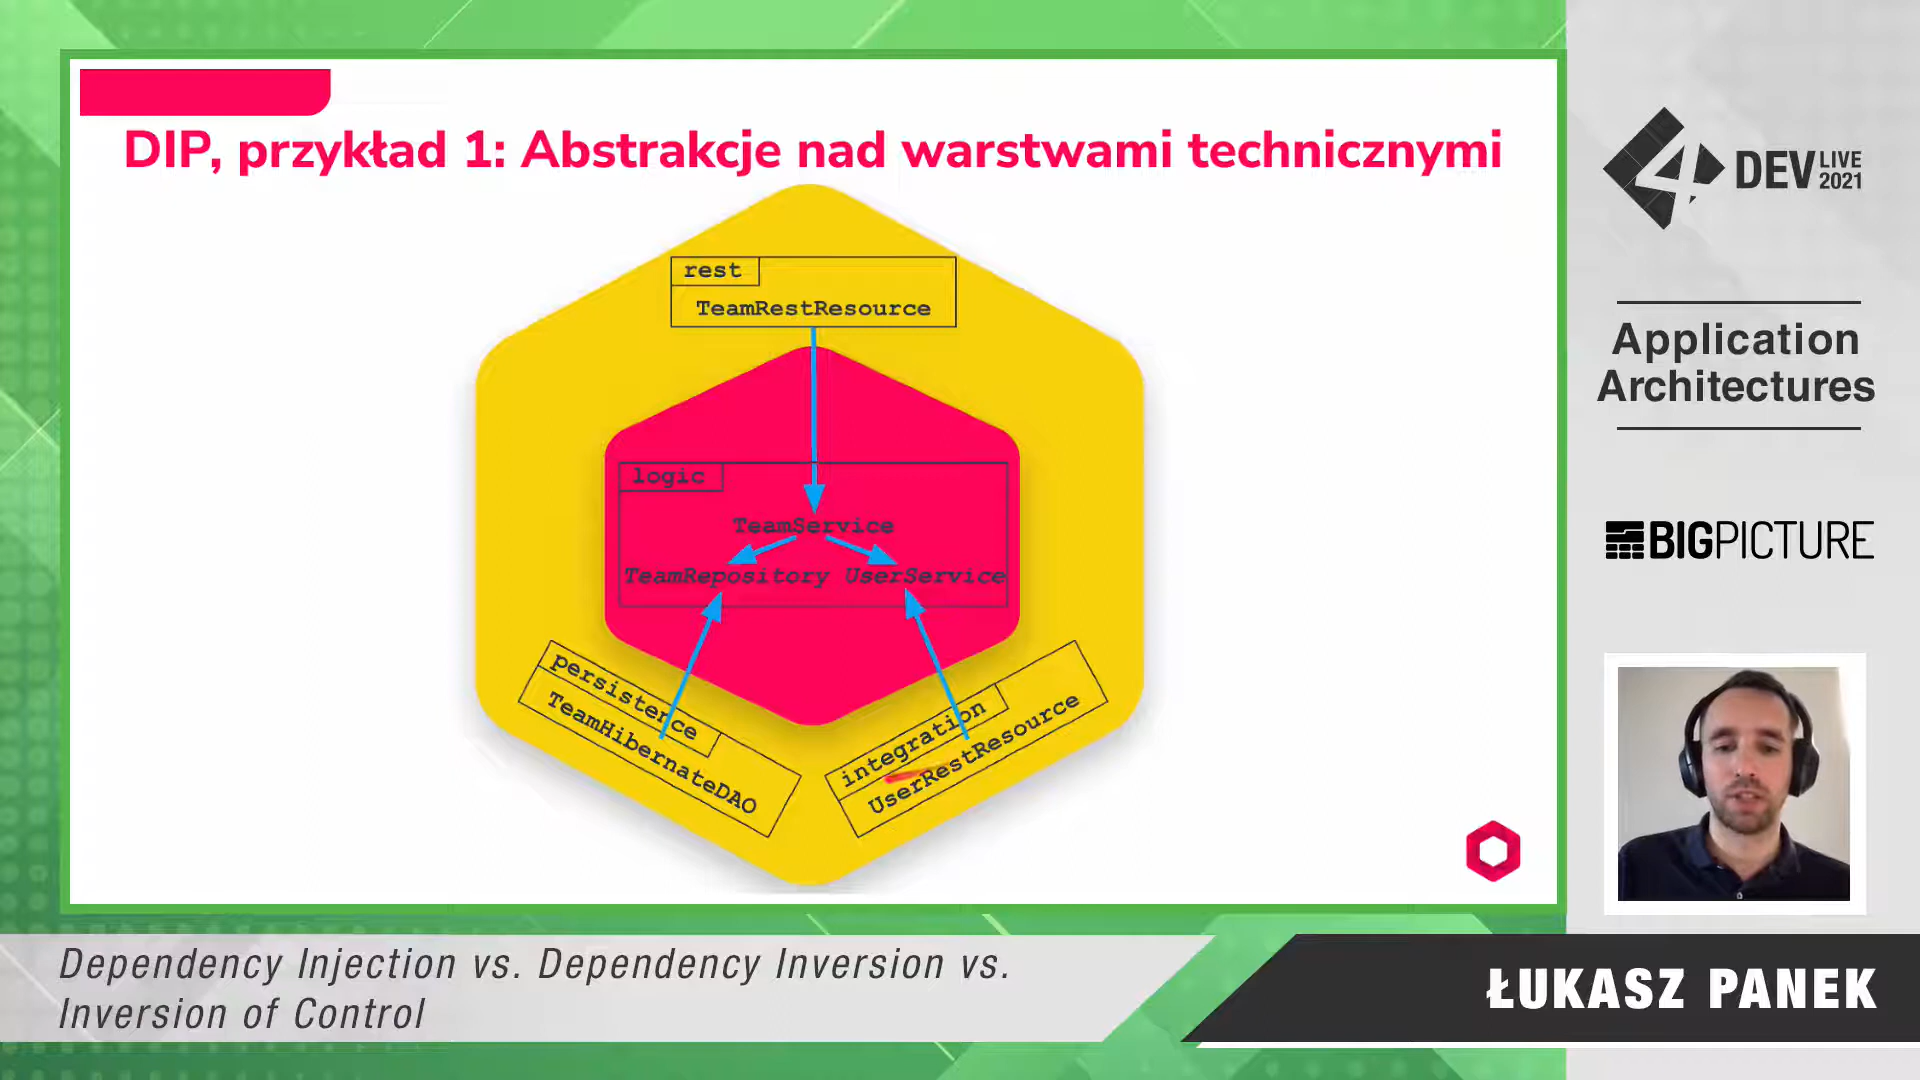 DIP, przykład 1: Abstrakcje nad warstwami technicznymi
rest
TeamRestResource
logic
TeamService
TeamRepository UserService
persistence
TeamHibernateDAO
integration
UserRestResource
4 DEV LIVE 2021
Application
Architectures
BIGPICTURE
Dependency Injection vs. Dependency Inversion vs.
Inversion of Control
ŁUKASZ PANEK